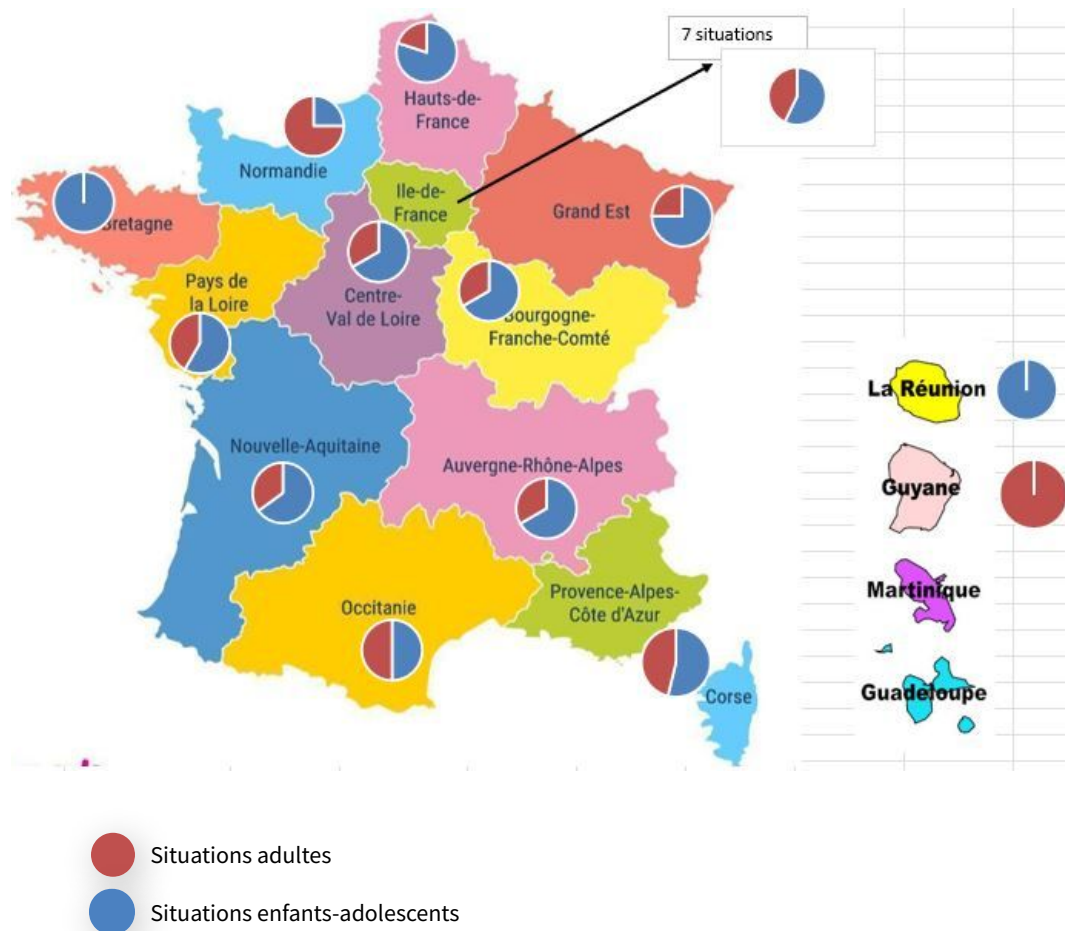 7 situations
Hauts-de-
France
Normandie
Ile-de-
France
Grand Est
Bretagne
Pays de
la Loire
Centre-
Val de Loire
Bourgogne-
Franche-Comté
La Réunion
Nouvelle-Aquitaine
Auvergne-Rhône-Alpes
Guyane
Provence-Alpes-
Côte d'Azur
Occitanie
Martinique
Corse
Guadeloupe
Situations adultes
Situations enfants-adolescents